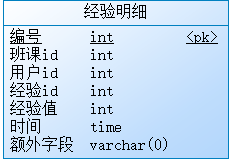 经验明细
编号 int <pk>
班课id int
用户id int
经验id int
经验值 int
时间 time
额外字段 varchar(0)